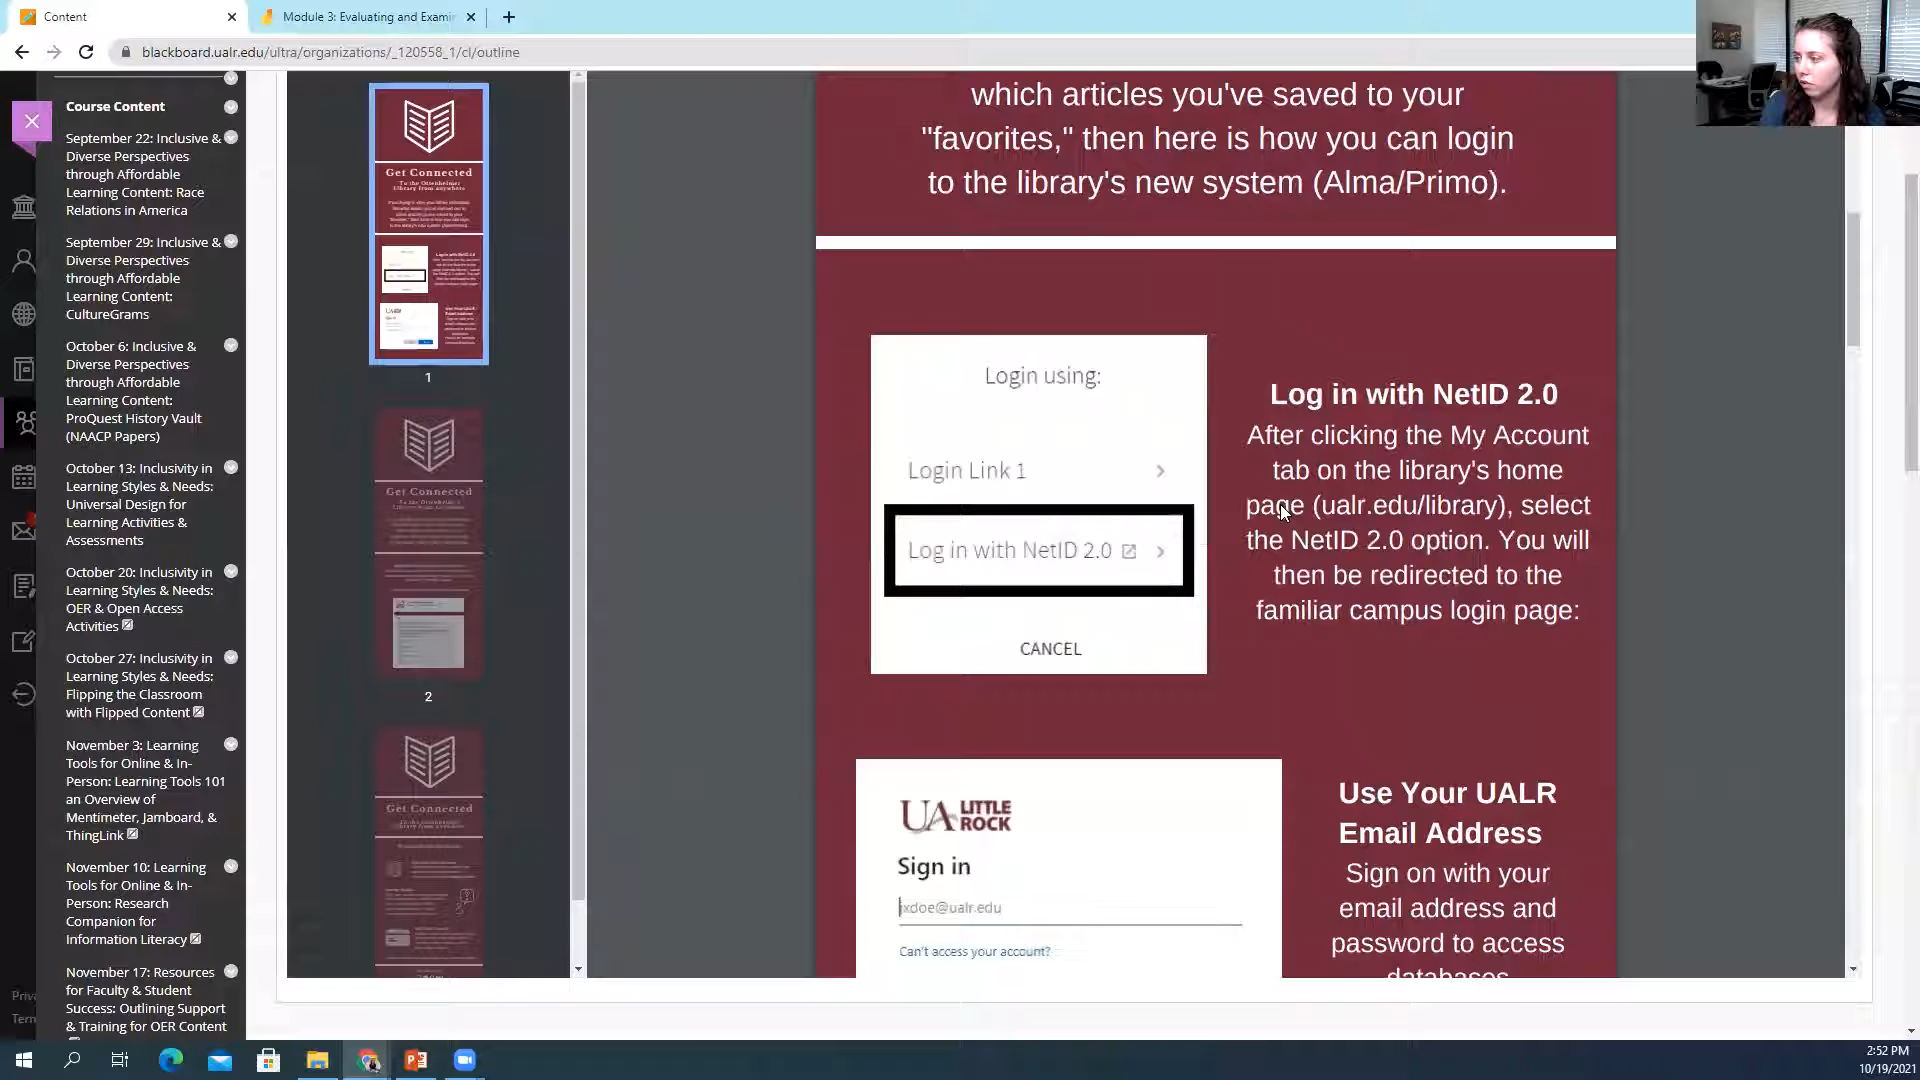 Content
Module 3: Evaluating and Exami
blackboard.ualr.edu/ultra/organizations/_120558_1/cl/outline
Course Content
September 22: Inclusive &
Diverse Perspectives
through Affordable
Learning Content: Race
Relations in America
September 29: Inclusive &
Diverse Perspectives
through Affordable
Learning Content:
CultureGrams
October 6: Inclusive &
Diverse Perspectives
through Affordable
Learning Content:
ProQuest History Vault
(NAACP Papers)
October 13: Inclusivity in
Learning Styles & Needs:
Universal Design for
Learning Activities &
Assessments
October 20: Inclusivity in
Learning Styles & Needs:
OER & Open Access
Activities
October 27: Inclusivity in
Learning Styles & Needs:
Flipping the Classroom
with Flipped Content
November 3: Learning
Tools for Online & In-
Person: Learning Tools 101
an Overview of
Mentimeter, Jamboard, &
ThingLink
November 10: Learning
Tools for Online & In-
Person: Research
Companion for
Information Literacy
November 17: Resources
for Faculty & Student
Success: Outlining Support
& Training for OER Content
Priva
Term
Get Connected
To the Ottenheimer
Library from anywhere
1
Get Connected
2
Get Connected
which articles you've saved to your
"favorites," then here is how you can login
to the library's new system (Alma/Primo).
Login using:
Login Link 1
Log in with NetID 2.0
CANCEL
Log in with NetID 2.0
After clicking the My Account
tab on the library's home
page (ualr.edu/library), select
the NetID 2.0 option. You will
then be redirected to the
familiar campus login page:
UA LITTLE
ROCK
Sign in
jxdoe@ualr.edu
Can't access your account?
Use Your UALR
Email Address
Sign on with your
email address and
password to access
databases
2:52 PM
10/19/2021